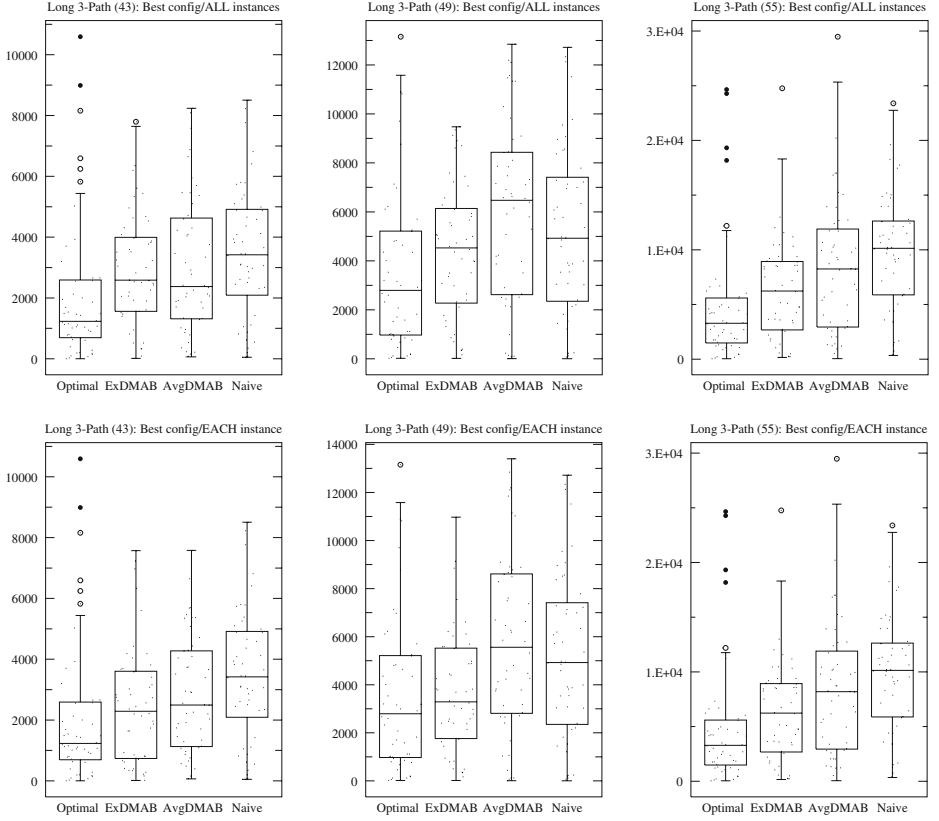 Long 3-Path (43): Best config/ALL instances
10000
8000
6000
4000
2000
0
Optimal ExDMAB AvgDMAB Naive
Long 3-Path (49): Best config/ALL instances
12000
10000
8000
6000
4000
2000
0
Optimal ExDMAB AvgDMAB Naive
Long 3-Path (55): Best config/ALL instances
3.E+04
2.E+04
1.E+04
0
Optimal ExDMAB AvgDMAB Naive
Long 3-Path (43): Best config/EACH instance
10000
8000
6000
4000
2000
0
Optimal ExDMAB AvgDMAB Naive
Long 3-Path (49): Best config/EACH instance
14000
12000
10000
8000
6000
4000
2000
0
Optimal ExDMAB AvgDMAB Naive
Long 3-Path (55): Best config/EACH instance
3.E+04
2.E+04
1.E+04
0
Optimal ExDMAB AvgDMAB Naive